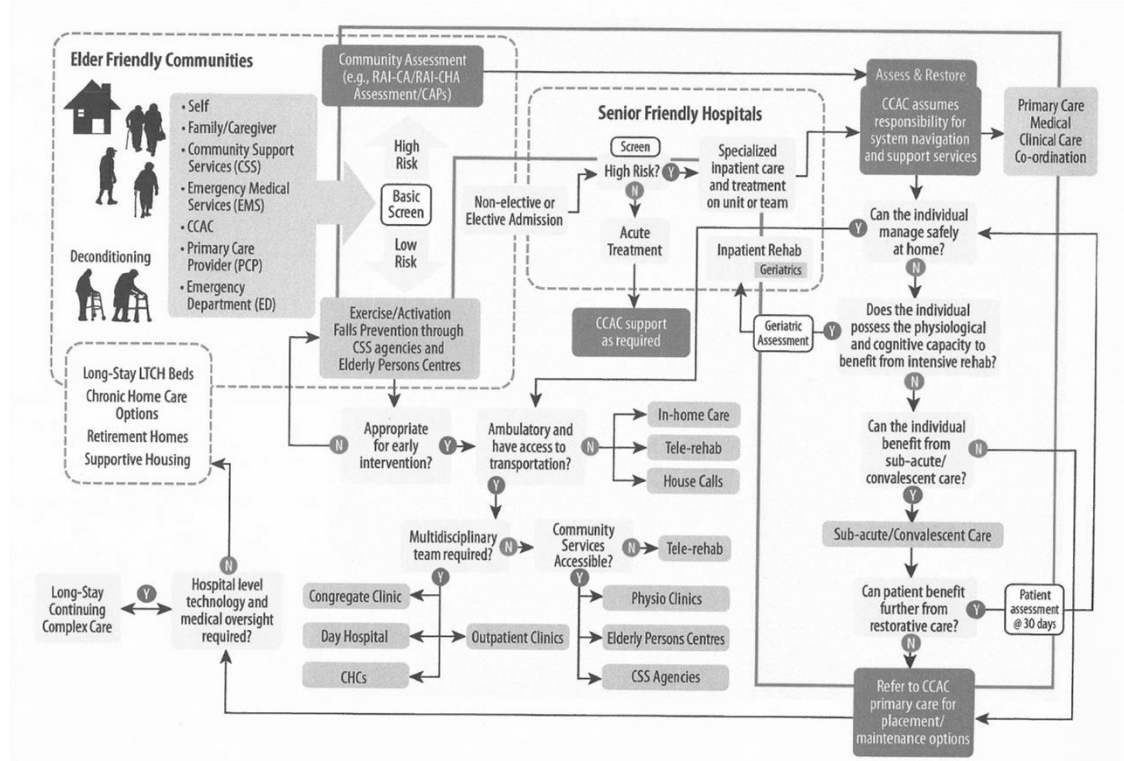 Elder Friendly Communities
• Self
• Family/Caregiver
• Community Support
Services (CSS)
• Emergency Medical
Services (EMS)
• CCAC
• Primary Care
Provider (PCP)
• Emergency
Department (ED)
Deconditioning
Community Assessment
(e.g., RAI-CA/RAI-CHA
Assessment/CAPs)
High
Risk
Basic
Screen
Low
Risk
Exercise/Activation
Falls Prevention through
CSS agencies and
Elderly Persons Centres
Senior Friendly Hospitals
Non-elective or
Elective Admission
Screen
High Risk?
Y
Specialized
inpatient care
and treatment
on unit or team
N
Acute
Treatment
CCAC support
as required
Inpatient Rehab
Geriatrics
Assess & Restore
CCAC assumes
responsibility for
system navigation
and support services
Primary Care
Medical
Clinical Care
Co-ordination
Y
Can the individual
manage safely
at home?
N
Geriatric
Assessment
Y
Does the individual
possess the physiological
and cognitive capacity to
benefit from intensive rehab?
N
Can the individual
benefit from
sub-acute/
convalescent care?
N
Y
Sub-acute/Convalescent Care
Can patient benefit
further from
restorative care?
Y
Patient
assessment
@ 30 days
N
Refer to CCAC
primary care for
placement/
maintenance options
Long-Stay LTCH Beds
Chronic Home Care
Options
Retirement Homes
Supportive Housing
N
Appropriate
for early
intervention?
Y
Ambulatory and
have access to
transportation?
N
In-home Care
Tele-rehab
House Calls
Y
Multidisciplinary
team required?
N
Community
Services
Accessible?
N
Tele-rehab
Y
Congregate Clinic
Day Hospital
Outpatient Clinics
CHCs
Y
Physio Clinics
Elderly Persons Centres
CSS Agencies
N
Long-Stay
Continuing
Complex Care
Y
Hospital level
technology and
medical oversight
required?